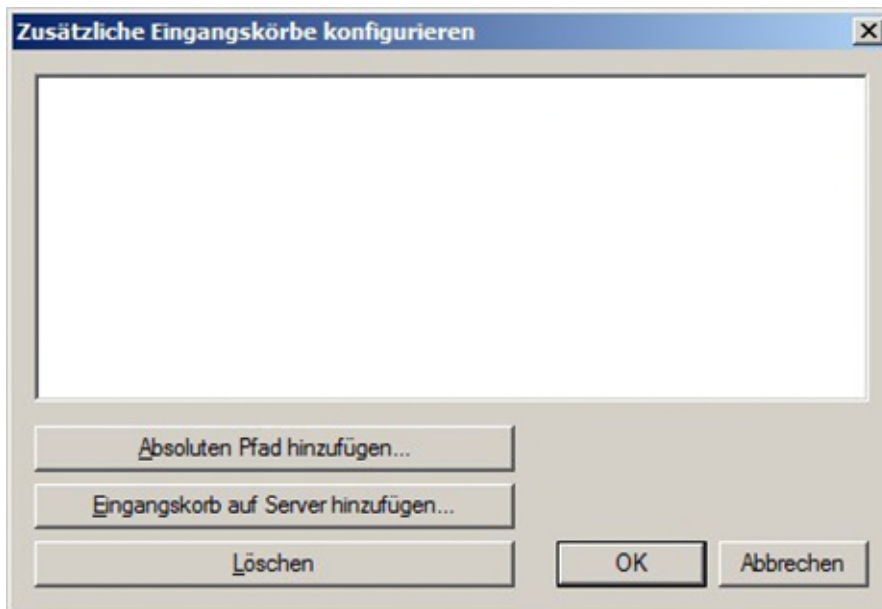 Zusätzliche Eingangskörbe konfigurieren
Absoluten Pfad hinzufügen...
Eingangskorb auf Server hinzufügen...
Löschen
OK
Abbrechen